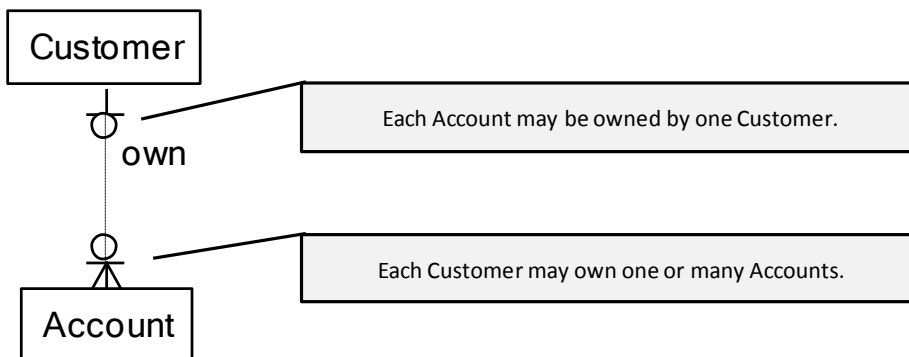 Customer
Each Account may be owned by one Customer.
own
Each Customer may own one or many Accounts.
Account